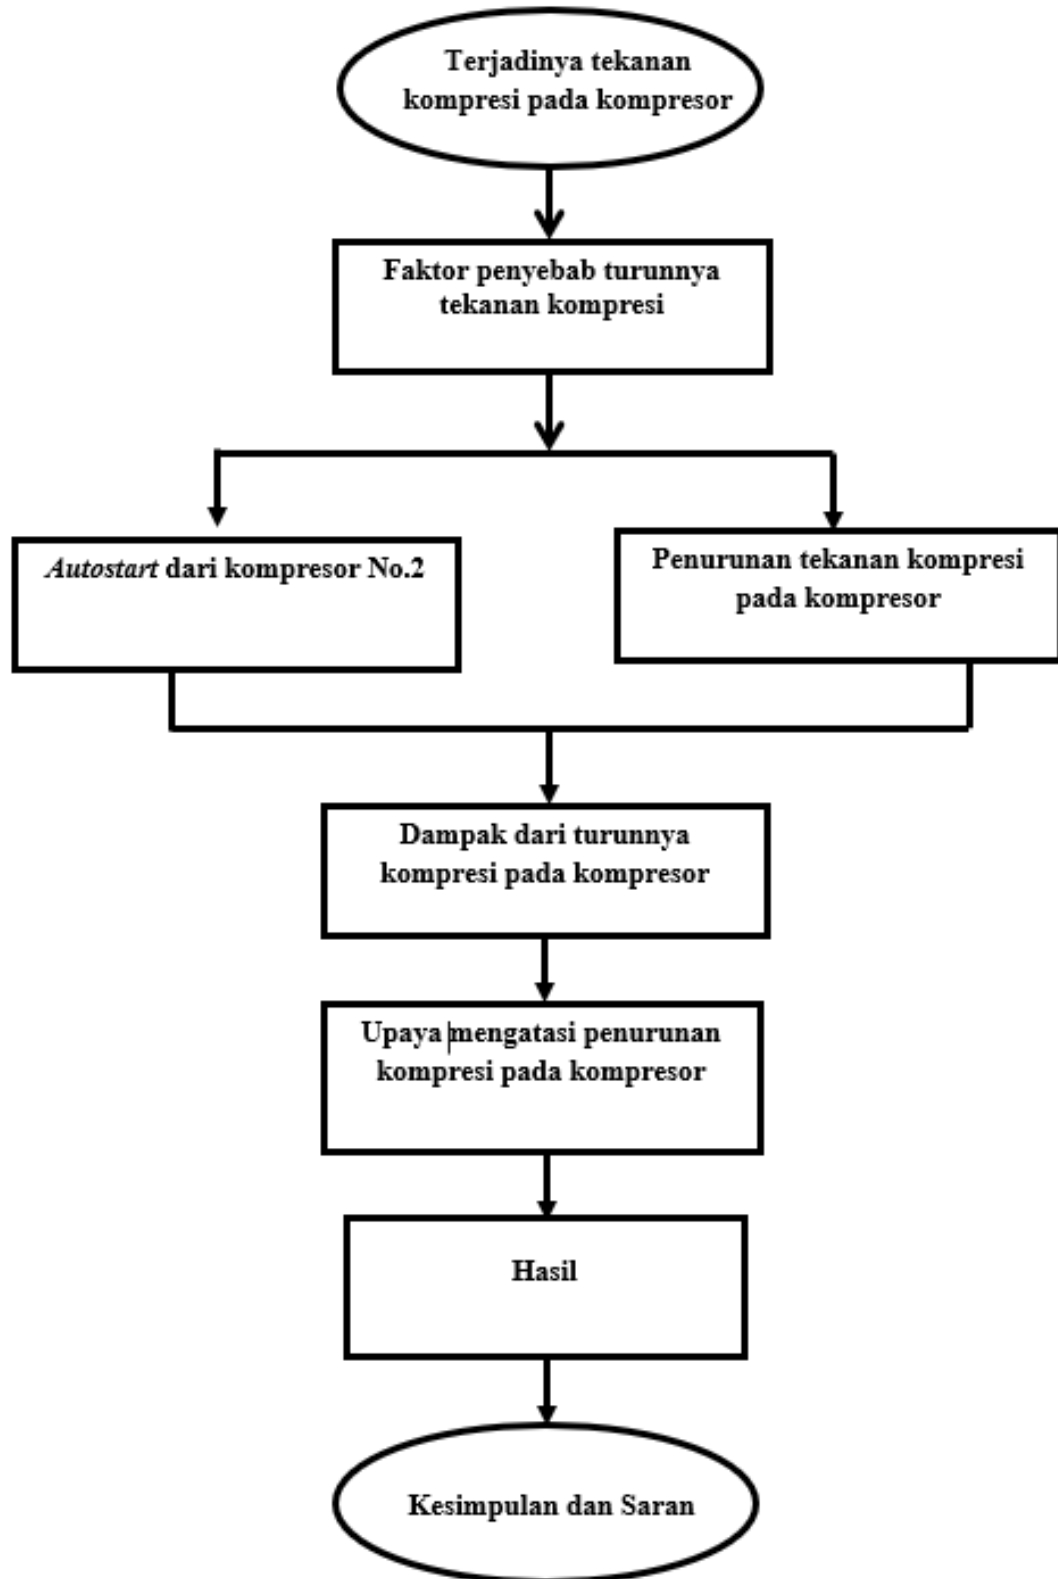 Terjadinya tekanan
kompresi pada kompresor
Faktor penyebab turunnya
tekanan kompresi
Autostart dari kompresor No.2
Penurunan tekanan kompresi
pada kompresor
Dampak dari turunnya
kompresi pada kompresor
Upaya mengatasi penurunan
kompresi pada kompresor
Hasil
Kesimpulan dan Saran